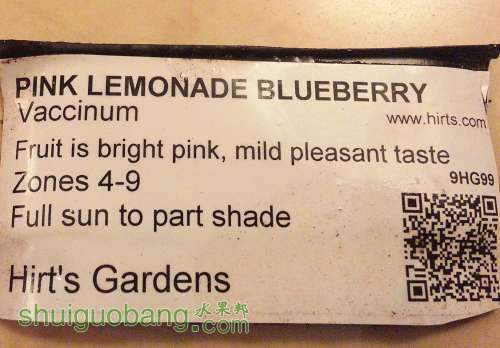 PINK LEMONADE BLUEBERRY
Vaccinum
www.hirts.com
Fruit is bright pink, mild pleasant taste
Zones 4-9
9HG99
Full sun to part shade
Hirt's Gardens
水果邦
shuiguobang.com